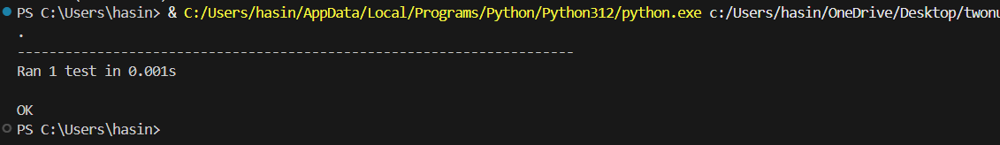 PS C:\Users\hasin> & C:/Users/hasin/AppData/Local/Programs/Python/Python312/python.exe c:/Users/hasin/OneDrive/Desktop/twonu
.
----------------------------------------------------------------------
Ran 1 test in 0.001s
OK
PS C:\Users\hasin>